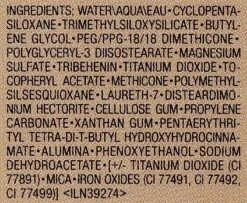 INGREDIENTS: WATER\AQUA\EAU • CYCLOPENTA-
SILOXANE • TRIMETHYLSILOXYSILICATE • BUTYL-
ENE GLYCOL • PEG/PPG-18/18 DIMETHICONE •
POLYGLYCERYL-3 DIISOSTEARATE • MAGNESIUM
SULFATE • TRIBEHENIN • TITANIUM DIOXIDE • TO-
COPHERYL ACETATE • METHICONE • POLYMETHYL-
SILSESQUIOXANE • LAURETH-7 • DISTEARDIMO-
NIUM HECTORITE • CELLULOSE GUM • PROPYLENE
CARBONATE • XANTHAN GUM • PENTAERYTHRI-
TYL TETRA-DI-T-BUTYL HYDROXYHYDROCINNA-
MATE • ALUMINA • PHENOXYETHANOL • SODIUM
DEHYDROACETATE • [+/- TITANIUM DIOXIDE (CI
77891) • MICA • IRON OXIDES (CI 77491, CI 77492,
CI 77499)] <ILN39274>